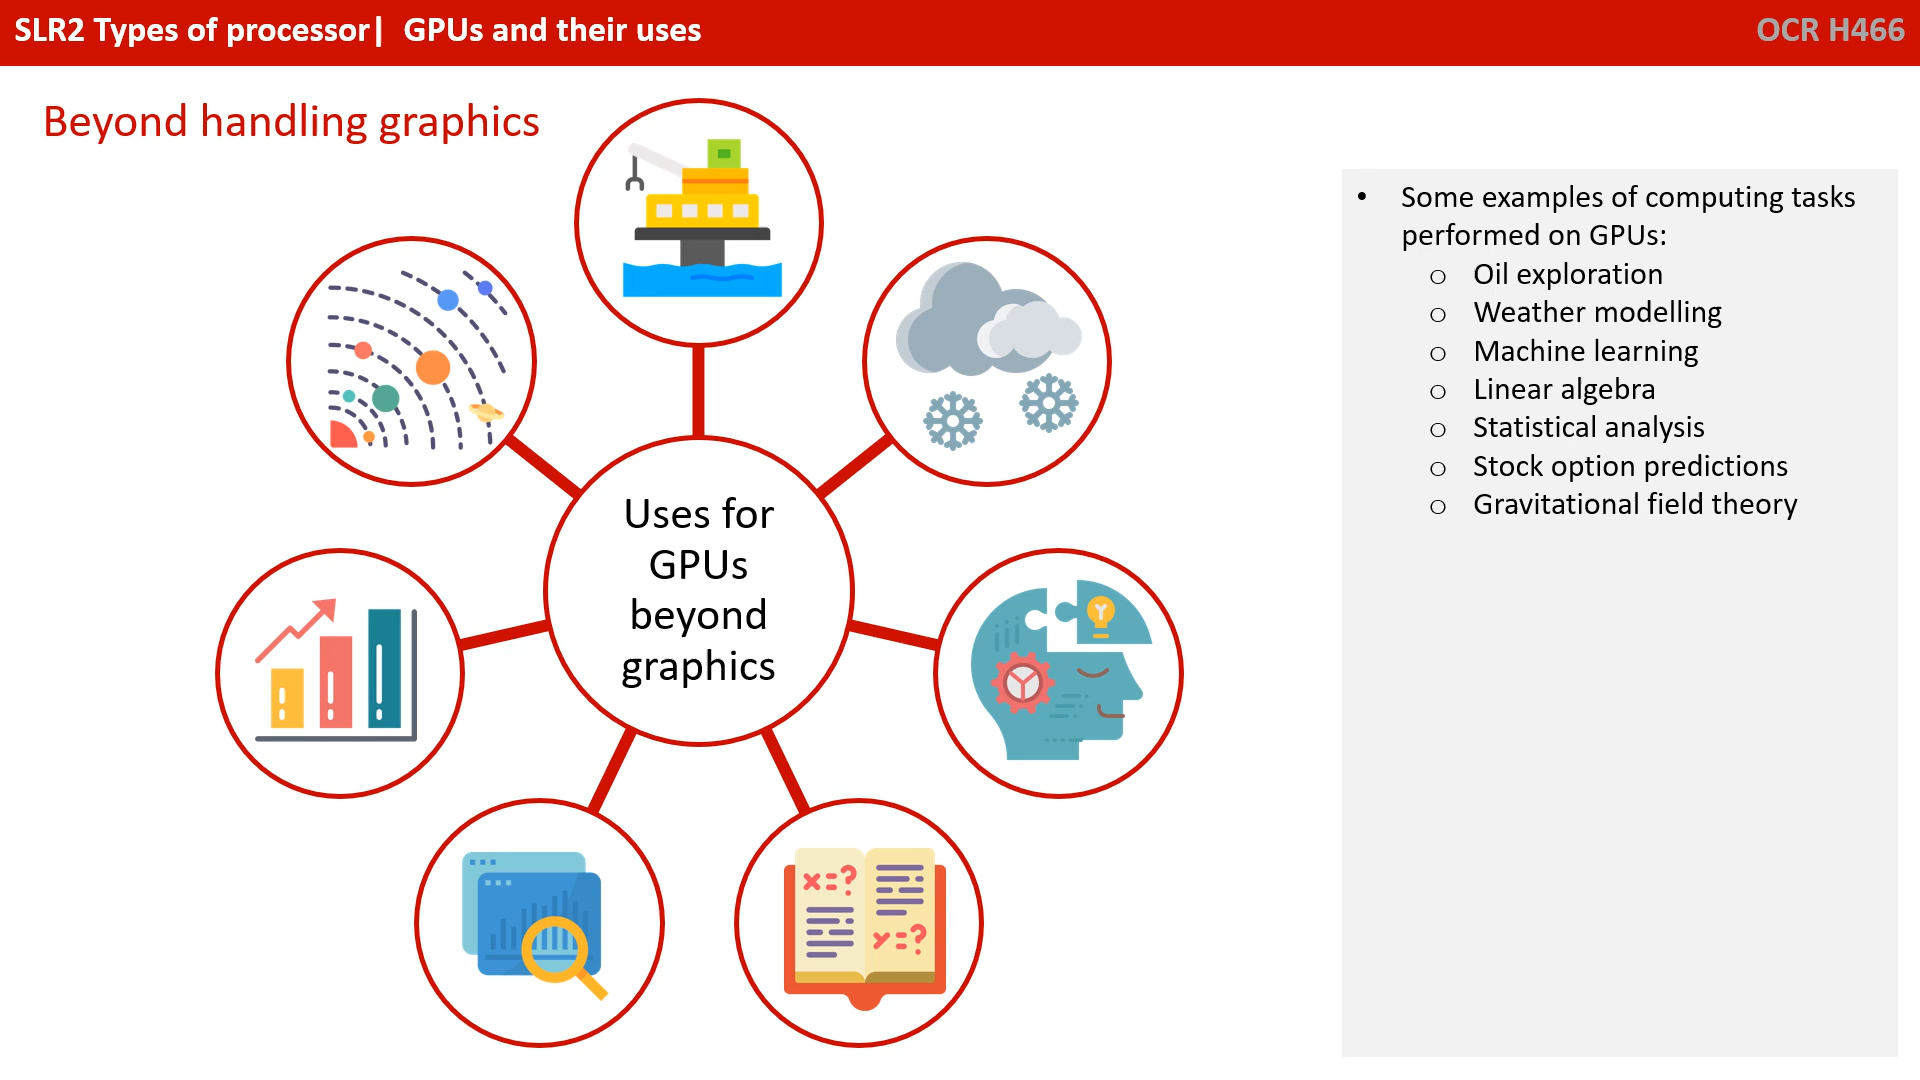 SLR2 Types of processor| GPUs and their uses
OCR H466
Beyond handling graphics
Uses for
GPUs
beyond
graphics
x=?
y=?
• Some examples of computing tasks
performed on GPUs:
o Oil exploration
o Weather modelling
o Machine learning
o Linear algebra
o Statistical analysis
o Stock option predictions
o Gravitational field theory